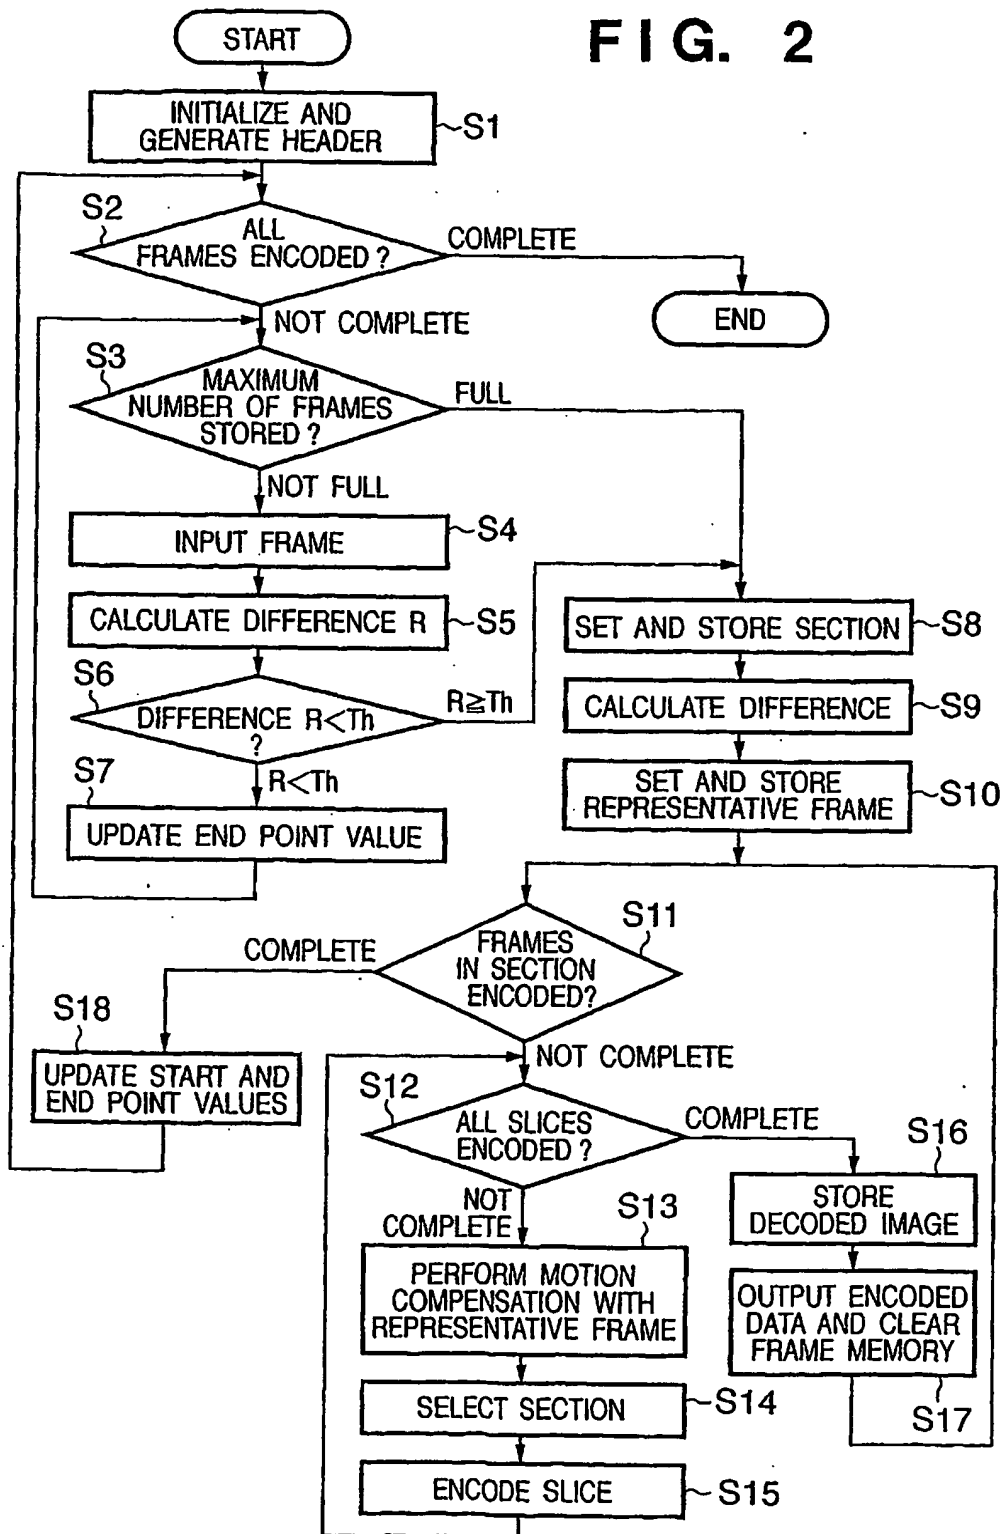 FIG. 2
START
INITIALIZE AND
GENERATE HEADER
S1
S2
ALL
FRAMES ENCODED?
COMPLETE
END
NOT COMPLETE
S3
MAXIMUM
NUMBER OF FRAMES
STORED?
FULL
NOT FULL
INPUT FRAME
S4
CALCULATE DIFFERENCE R
S5
S6
DIFFERENCE R<Th
?
R≧Th
R<Th
S7
UPDATE END POINT VALUE
SET AND STORE SECTION
S8
CALCULATE DIFFERENCE
S9
SET AND STORE
REPRESENTATIVE FRAME
S10
S11
FRAMES
IN SECTION
ENCODED?
COMPLETE
S18
UPDATE START AND
END POINT VALUES
NOT COMPLETE
S12
ALL SLICES
ENCODED?
COMPLETE
NOT
COMPLETE
S13
PERFORM MOTION
COMPENSATION WITH
REPRESENTATIVE FRAME
SELECT SECTION
S14
ENCODE SLICE
S15
S16
STORE
DECODED IMAGE
OUTPUT ENCODED
DATA AND CLEAR
FRAME MEMORY
S17